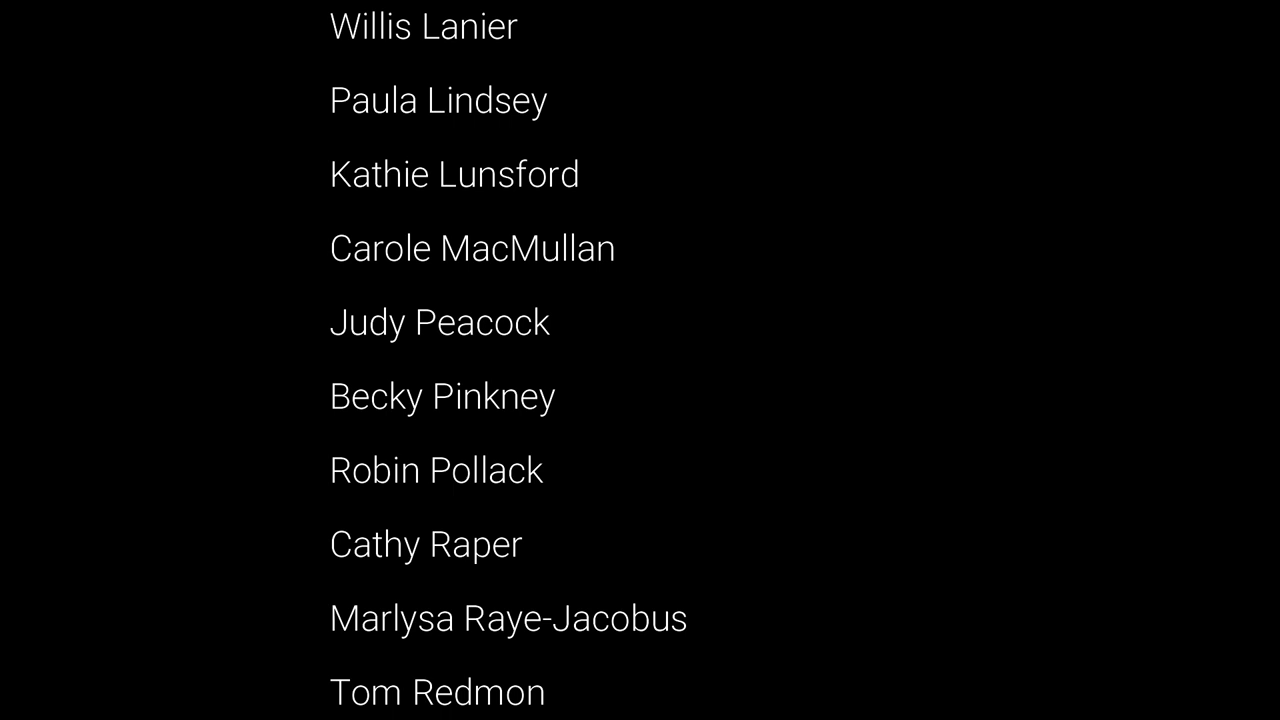 Willis Lanier
Paula Lindsey
Kathie Lunsford
Carole MacMullan
Judy Peacock
Becky Pinkney
Robin Pollack
Cathy Raper
Marlysa Raye-Jacobus
Tom Redmon